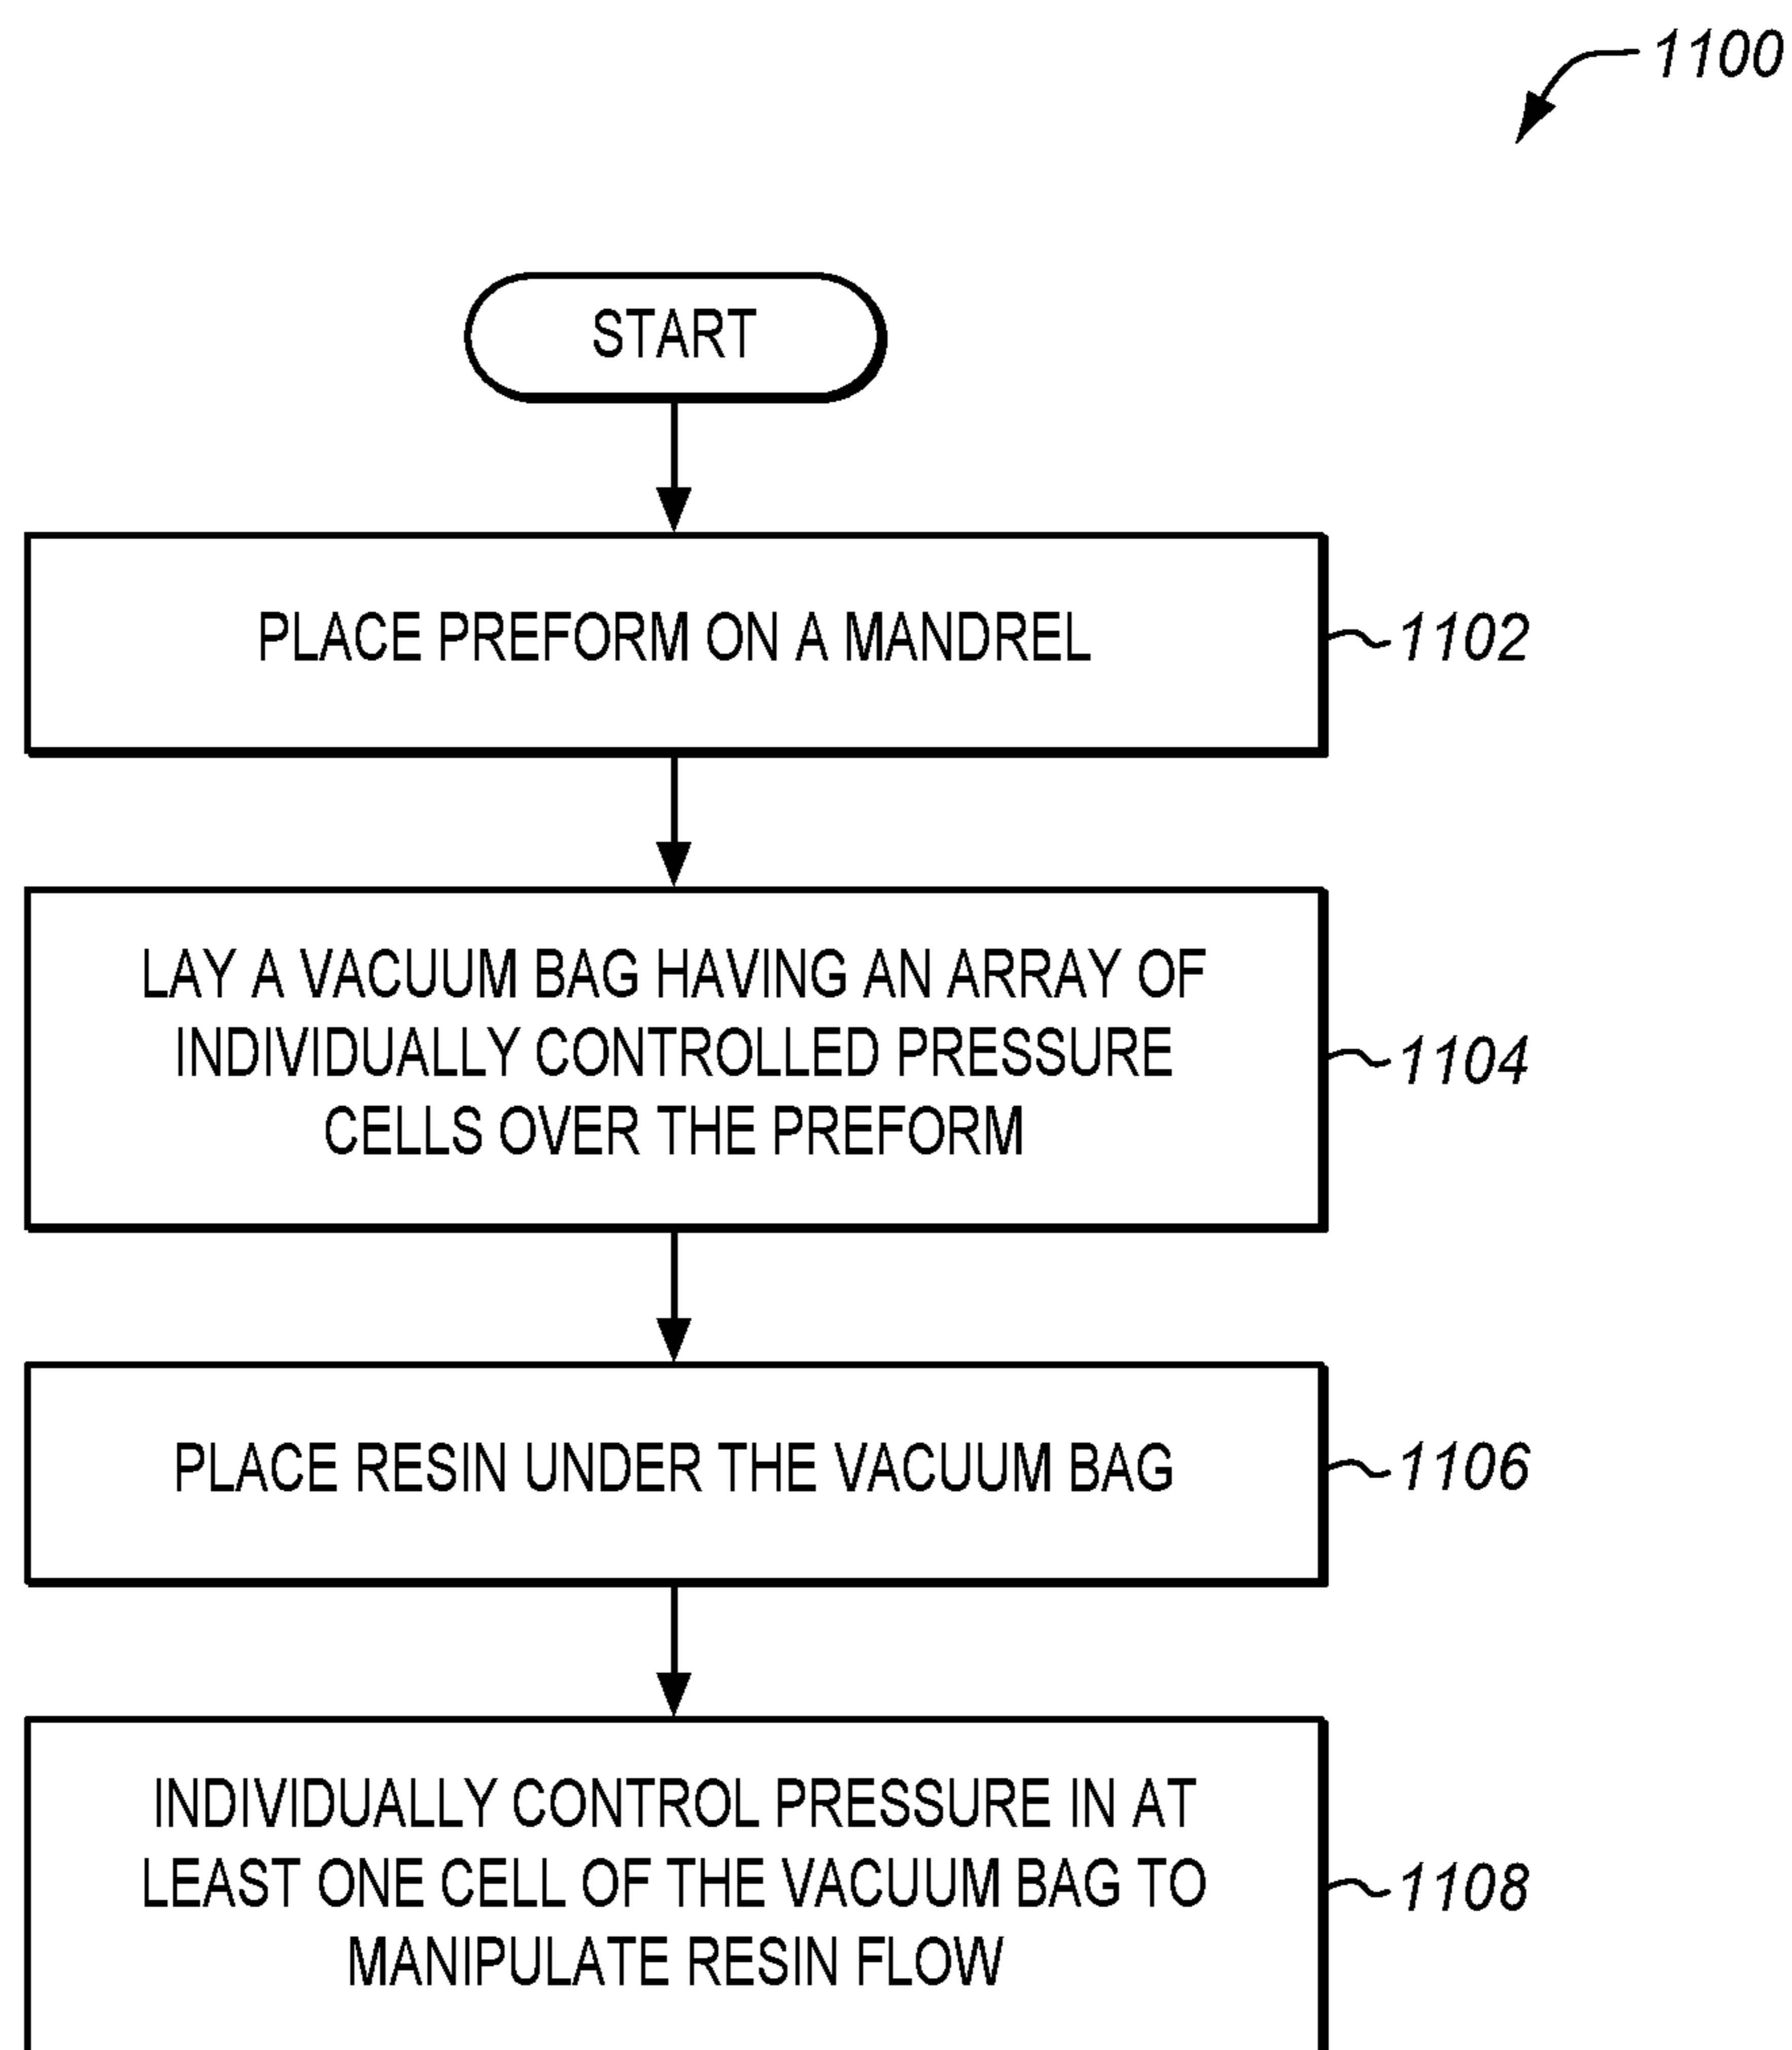 1100
START
PLACE PREFORM ON A MANDREL
1102
LAY A VACUUM BAG HAVING AN ARRAY OF
INDIVIDUALLY CONTROLLED PRESSURE
CELLS OVER THE PREFORM
1104
PLACE RESIN UNDER THE VACUUM BAG
1106
INDIVIDUALLY CONTROL PRESSURE IN AT
LEAST ONE CELL OF THE VACUUM BAG TO
MANIPULATE RESIN FLOW
1108